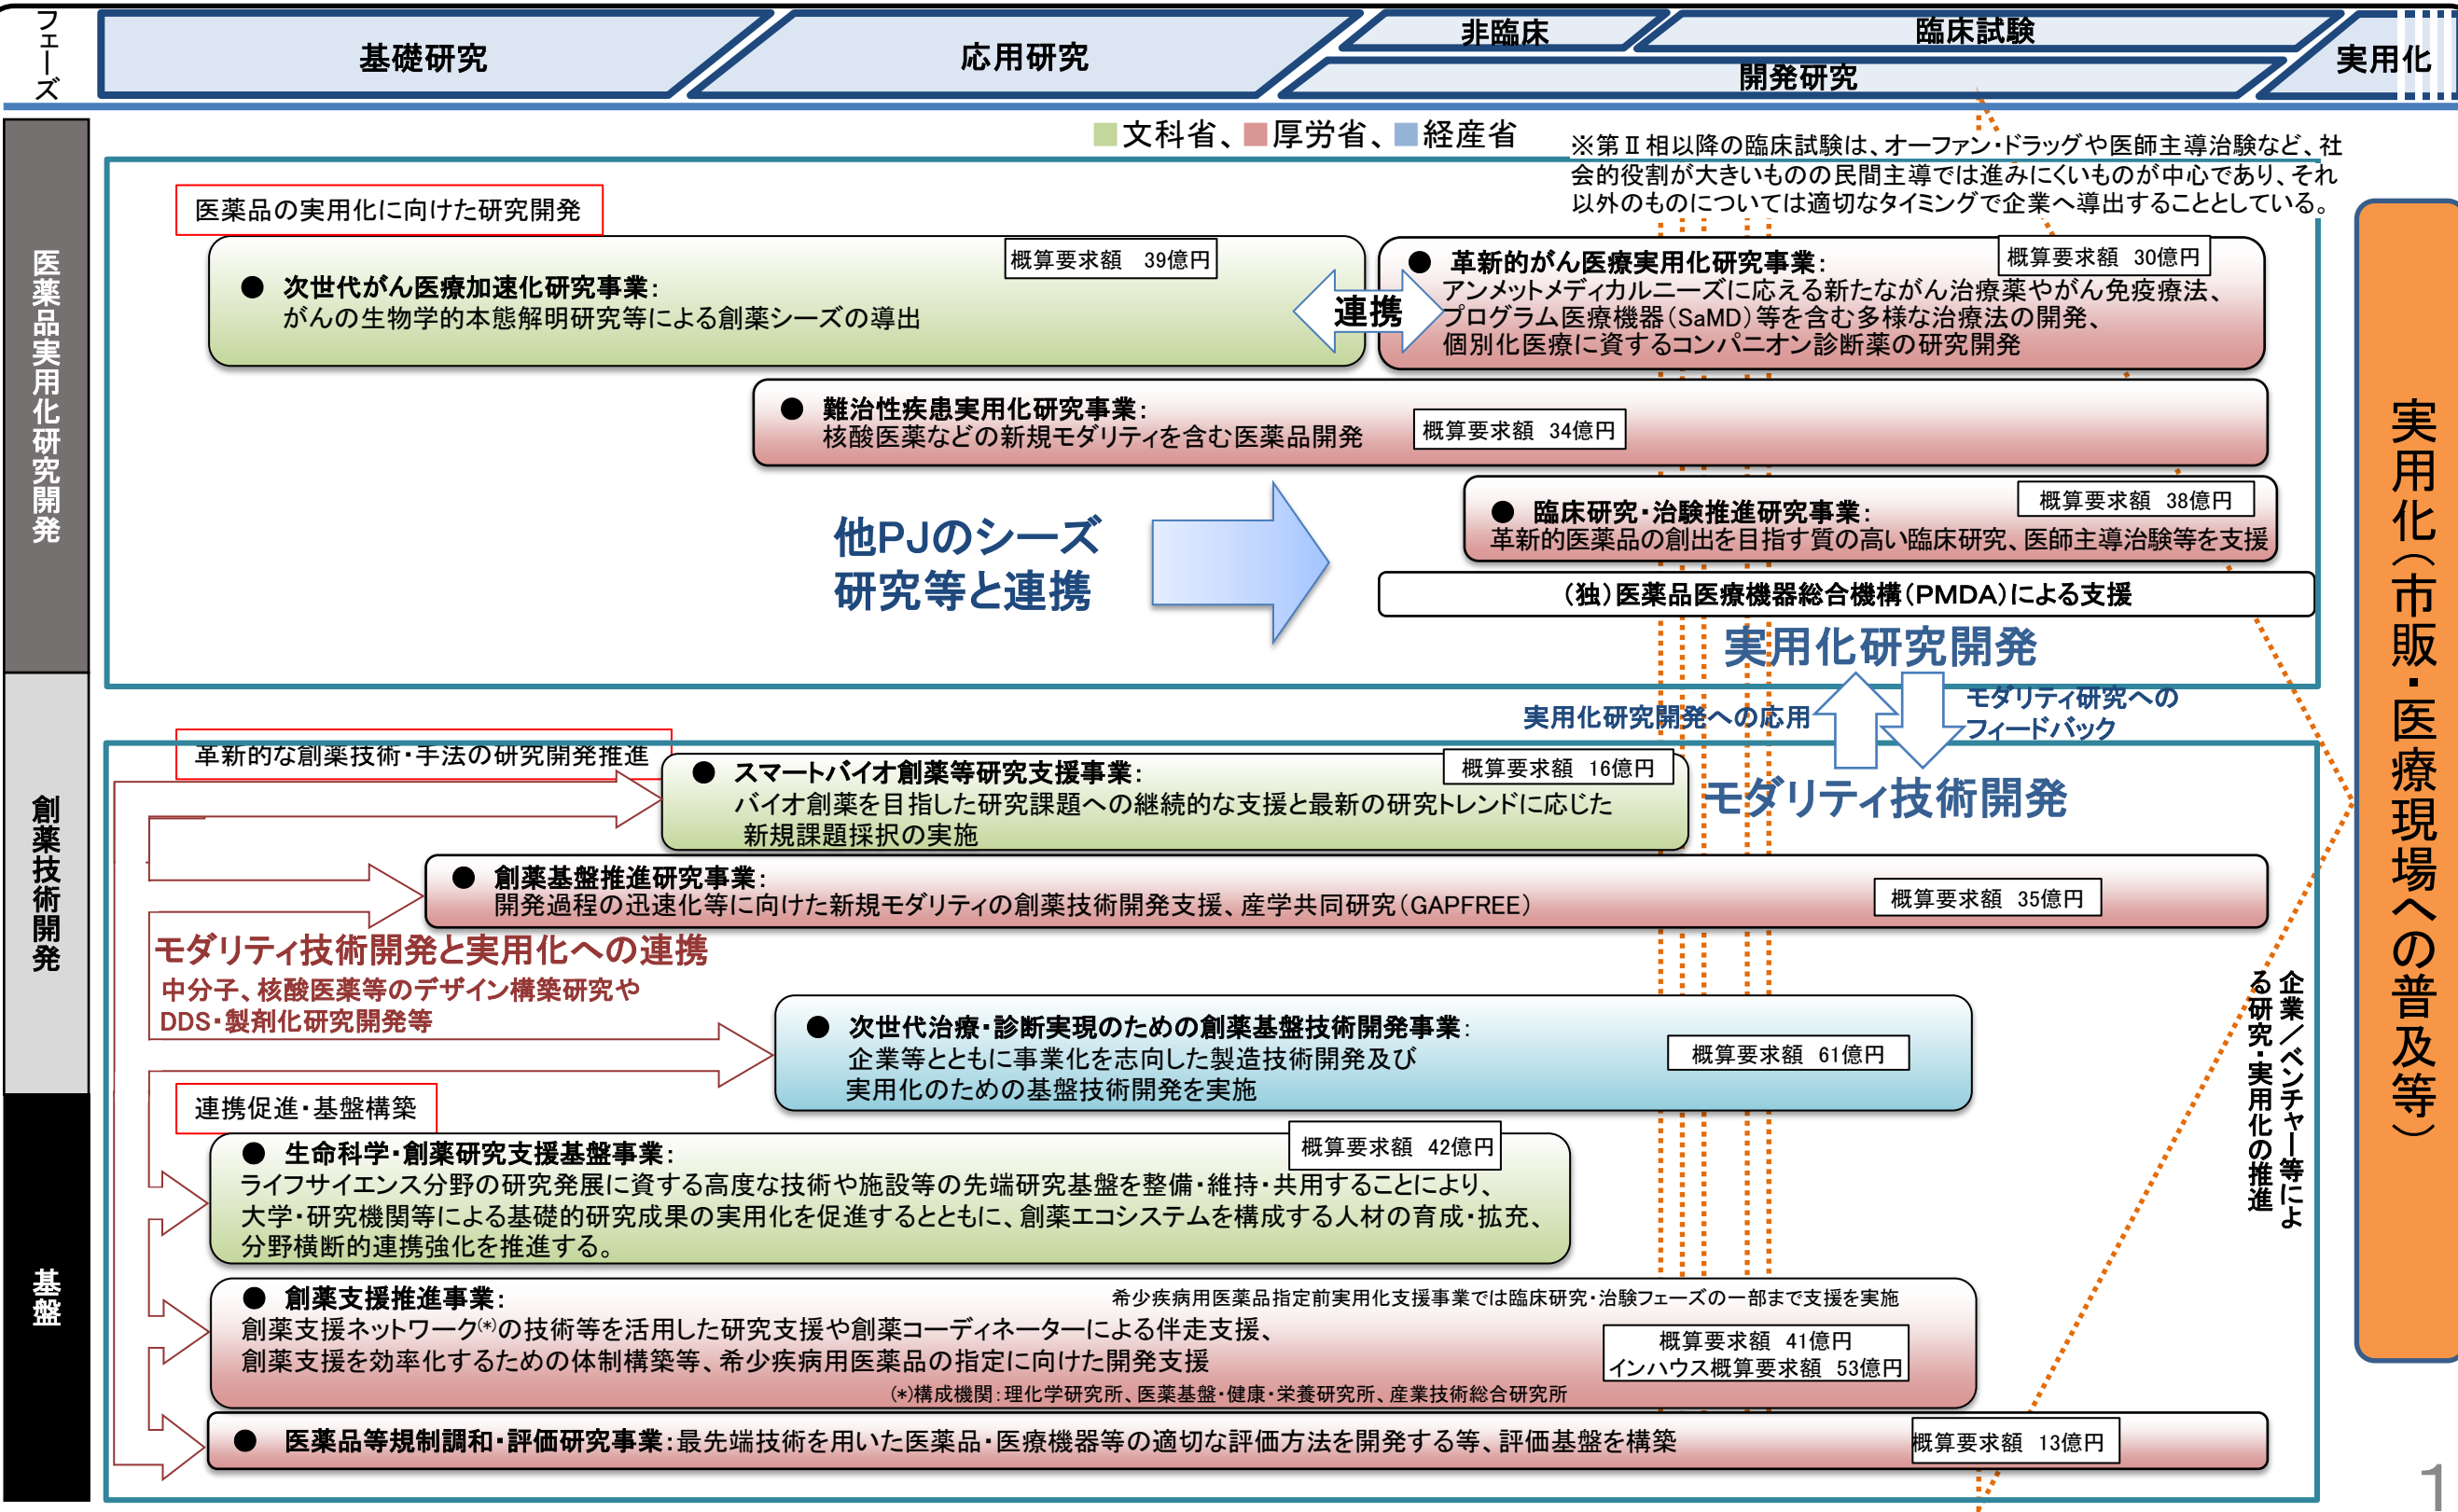 フェーズ
基礎研究
応用研究
非臨床
臨床試験
開発研究
実用化
文科省、厚労省、経産省
※第Ⅱ相以降の臨床試験は、オーファン・ドラッグや医師主導治験など、社
会的役割が大きいものの民間主導では進みにくいものが中心であり、それ
以外のものについては適切なタイミングで企業へ導出することとしている。
医薬品実用化研究開発
医薬品の実用化に向けた研究開発
概算要求額 39億円
● 次世代がん医療加速化研究事業:
がんの生物学的本態解明研究等による創薬シーズの導出
連携
概算要求額 30億円
● 革新的がん医療実用化研究事業:
アンメットメディカルニーズに応える新たながん治療薬やがん免疫療法、
プログラム医療機器(SaMD)等を含む多様な治療法の開発、
個別化医療に資するコンパニオン診断薬の研究開発
● 難治性疾患実用化研究事業:
核酸医薬などの新規モダリティを含む医薬品開発
概算要求額 34億円
他PJのシーズ
研究等と連携
概算要求額 38億円
● 臨床研究・治験推進研究事業:
革新的医薬品の創出を目指す質の高い臨床研究、医師主導治験等を支援
(独)医薬品医療機器総合機構(PMDA)による支援
実用化研究開発
実用化研究開発への応用
モダリティ研究への
フィードバック
モダリティ技術開発
実用化(市販・医療現場への普及等)
創薬技術開発
革新的な創薬技術・手法の研究開発推進
● スマートバイオ創薬等研究支援事業:
概算要求額 16億円
バイオ創薬を目指した研究課題への継続的な支援と最新の研究トレンドに応じた
新規課題採択の実施
● 創薬基盤推進研究事業:
開発過程の迅速化等に向けた新規モダリティの創薬技術開発支援、産学共同研究(GAPFREE)
概算要求額 35億円
モダリティ技術開発と実用化への連携
中分子、核酸医薬等のデザイン構築研究や
DDS・製剤化研究開発等
● 次世代治療・診断実現のための創薬基盤技術開発事業:
企業等とともに事業化を志向した製造技術開発及び
実用化のための基盤技術開発を実施
概算要求額 61億円
企業/ベンチャー等によ
る研究・実用化の推進
基盤
連携促進・基盤構築
概算要求額 42億円
● 生命科学・創薬研究支援基盤事業:
ライフサイエンス分野の研究発展に資する高度な技術や施設等の先端研究基盤を整備・維持・共用することにより、
大学・研究機関等による基礎的研究成果の実用化を促進するとともに、創薬エコシステムを構成する人材の育成・拡充、
分野横断的連携強化を推進する。
● 創薬支援推進事業:
希少疾病用医薬品指定前実用化支援事業では臨床研究・治験フェーズの一部まで支援を実施
創薬支援ネットワーク(*)の技術等を活用した研究支援や創薬コーディネーターによる伴走支援、
創薬支援を効率化するための体制構築等、希少疾病用医薬品の指定に向けた開発支援
概算要求額 41億円
インハウス概算要求額 53億円
(*)構成機関:理化学研究所、医薬基盤・健康・栄養研究所、産業技術総合研究所
● 医薬品等規制調和・評価研究事業:最先端技術を用いた医薬品・医療機器等の適切な評価方法を開発する等、評価基盤を構築
概算要求額 13億円
1